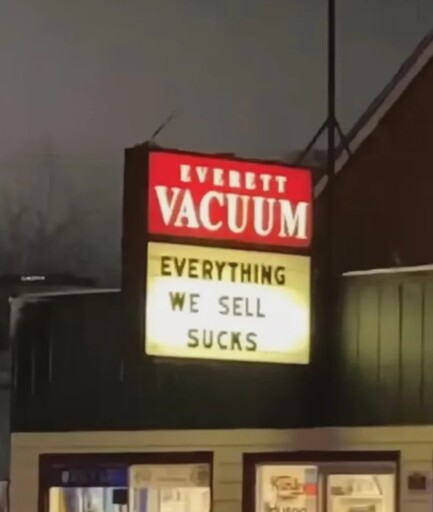 EVERETT
VACUUM
EVERYTHING
WE SELL
SUCKS